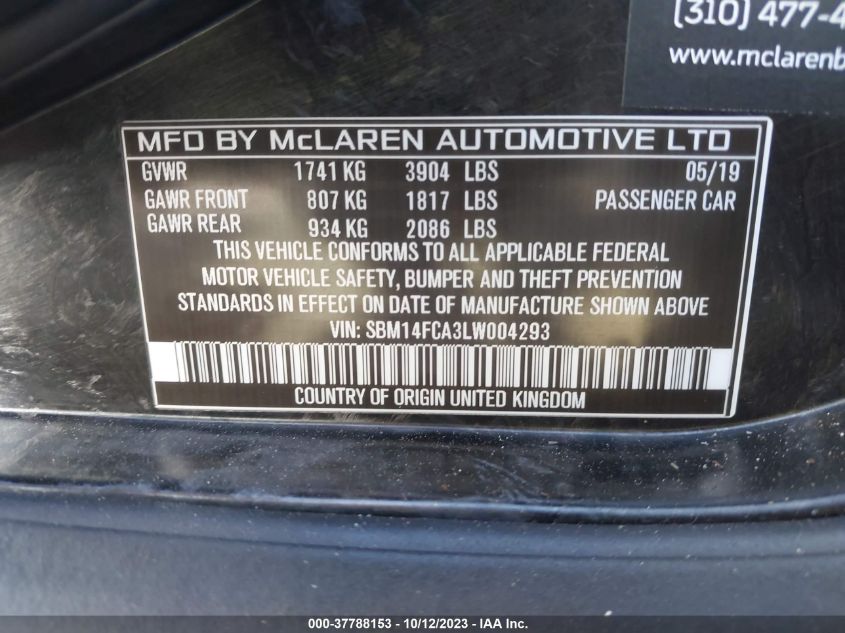 (310) 477-4
www.mclarenb
MFD BY McLAREN AUTOMOTIVE LTD
GVWR 1741 KG 3904 LBS 05/19
GAWR FRONT 807 KG 1817 LBS PASSENGER CAR
GAWR REAR 934 KG 2086 LBS
THIS VEHICLE CONFORMS TO ALL APPLICABLE FEDERAL
MOTOR VEHICLE SAFETY, BUMPER AND THEFT PREVENTION
STANDARDS IN EFFECT ON DATE OF MANUFACTURE SHOWN ABOVE
VIN: SBM14FCA3LW004293
COUNTRY OF ORIGIN UNITED KINGDOM
000-37788153 - 10/12/2023 - IAA Inc.